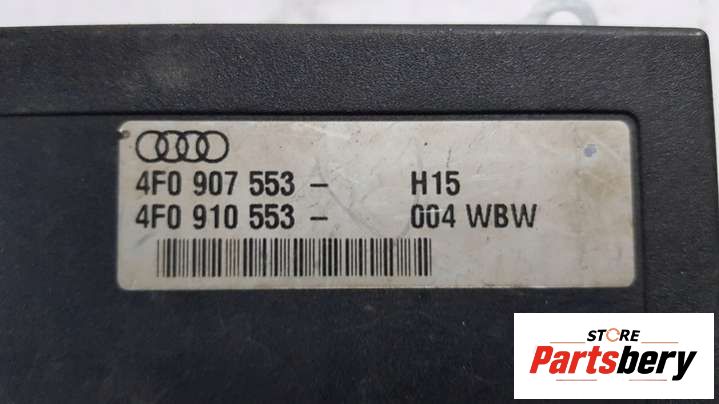 4F0 907 553 - H15
4F0 910 553 - 004 WBW
STORE
Partsbery